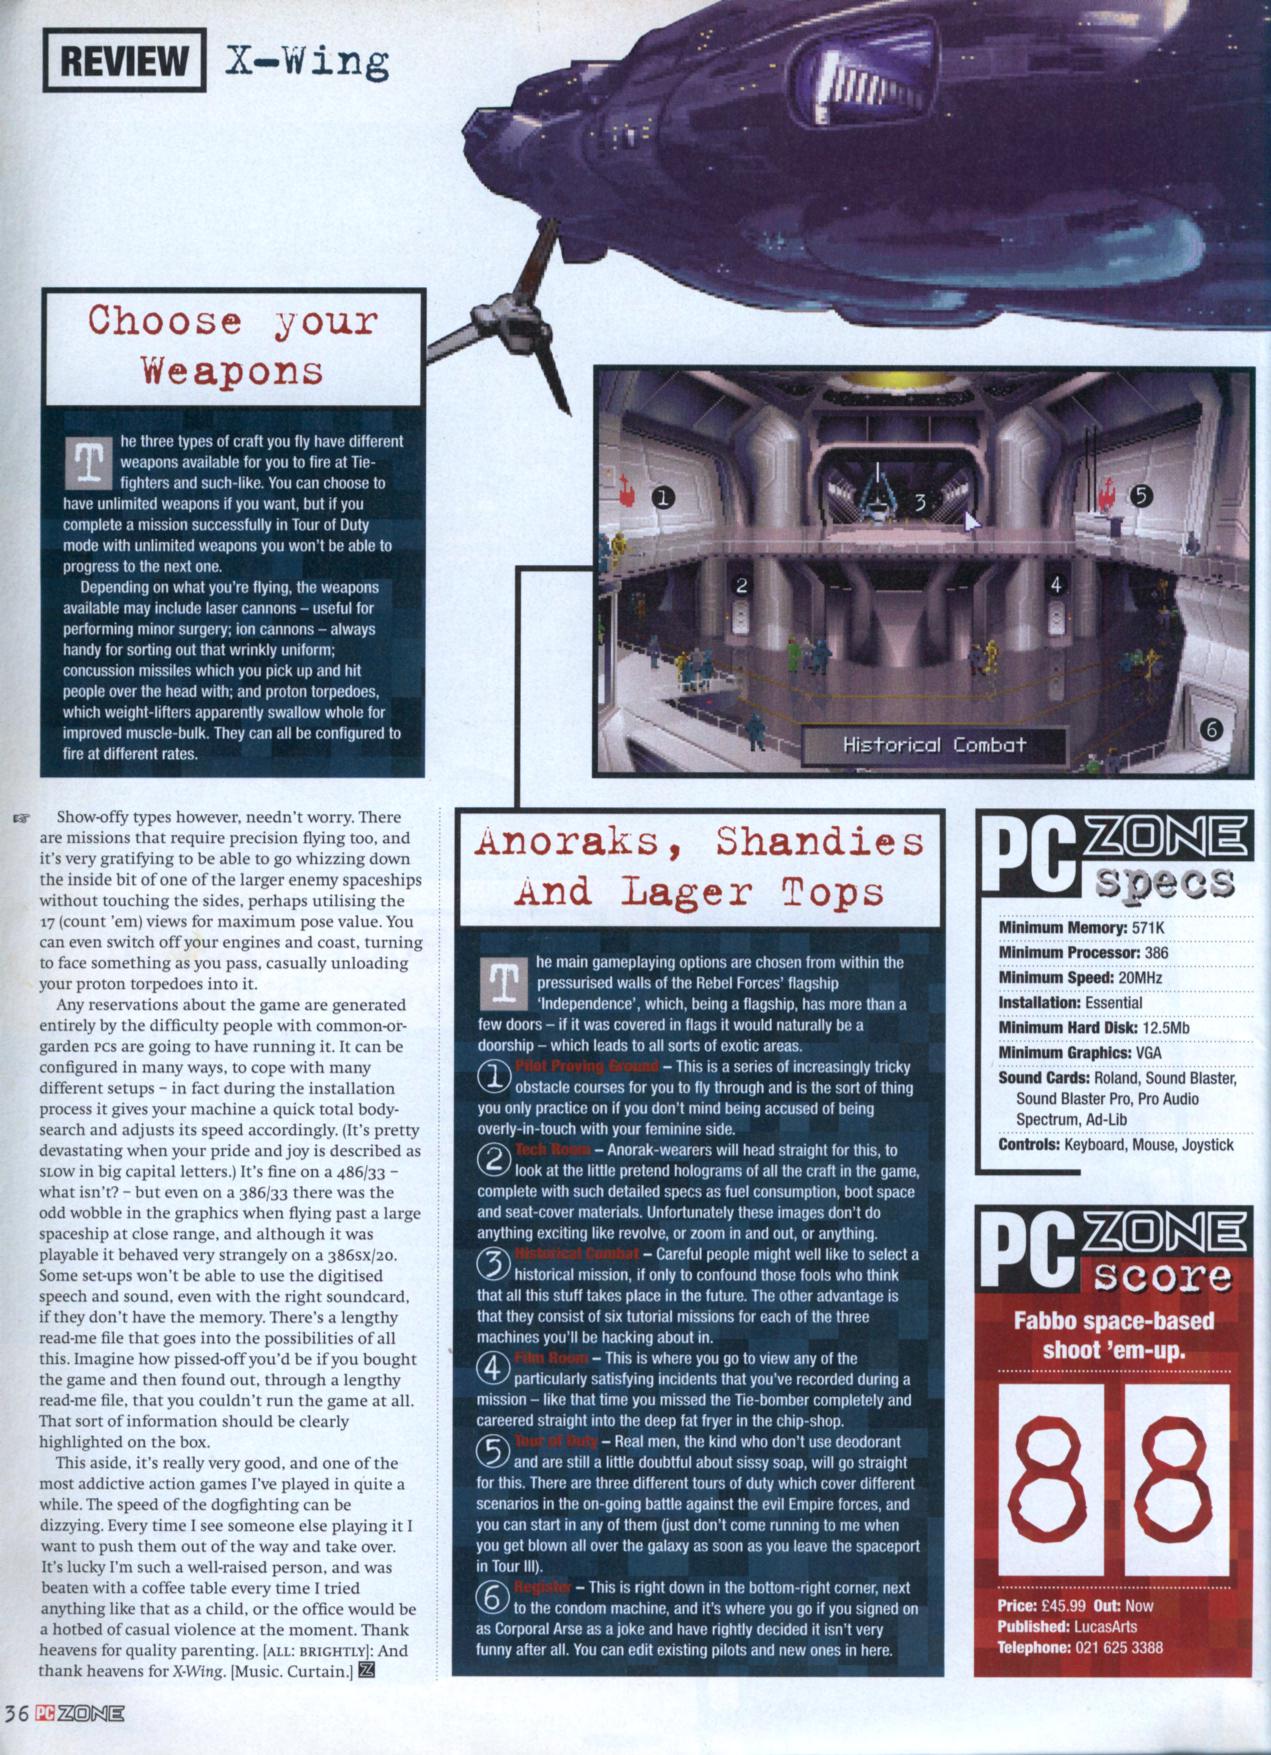 REVIEW X-Wing
Choose your
Weapons
The three types of craft you fly have different
weapons available for you to fire at Tie-
fighters and such-like. You can choose to
have unlimited weapons if you want, but if you
complete a mission successfully in Tour of Duty
mode with unlimited weapons you won't be able to
progress to the next one.
Depending on what you're flying, the weapons
available may include laser cannons – useful for
performing minor surgery; ion cannons – always
handy for sorting out that wrinkly uniform;
concussion missiles which you pick up and hit
people over the head with; and proton torpedoes,
which weight-lifters apparently swallow whole for
improved muscle-bulk. They can all be configured to
fire at different rates.
1
3
5
2
4
6
Historical Combat
Show-offy types however, needn't worry. There
are missions that require precision flying too, and
it's very gratifying to be able to go whizzing down
the inside bit of one of the larger enemy spaceships
without touching the sides, perhaps utilising the
17 (count 'em) views for maximum pose value. You
can even switch off your engines and coast, turning
to face something as you pass, casually unloading
your proton torpedoes into it.
Any reservations about the game are generated
entirely by the difficulty people with common-or-
garden PCs are going to have running it. It can be
configured in many ways, to cope with many
different setups – in fact during the installation
process it gives your machine a quick total body-
search and adjusts its speed accordingly. (It's pretty
devastating when your pride and joy is described as
SLOW in big capital letters.) It's fine on a 486/33 –
what isn't? – but even on a 386/33 there was the
odd wobble in the graphics when flying past a large
spaceship at close range, and although it was
playable it behaved very strangely on a 386SX/20.
Some set-ups won't be able to use the digitised
speech and sound, even with the right soundcard,
if they don't have the memory. There's a lengthy
read-me file that goes into the possibilities of all
this. Imagine how pissed-off you'd be if you bought
the game and then found out, through a lengthy
read-me file, that you couldn't run the game at all.
That sort of information should be clearly
highlighted on the box.
This aside, it's really very good, and one of the
most addictive action games I've played in quite a
while. The speed of the dogfighting can be
dizzying. Every time I see someone else playing it I
want to push them out of the way and take over.
It's lucky I'm such a well-raised person, and was
beaten with a coffee table every time I tried
anything like that as a child, or the office would be
a hotbed of casual violence at the moment. Thank
heavens for quality parenting. [ALL: BRIGHTLY]: And
thank heavens for X-Wing. [Music. Curtain.] Z
Anoraks, Shandies
And Lager Tops
The main gameplaying options are chosen from within the
pressurised walls of the Rebel Forces' flagship
'Independence', which, being a flagship, has more than a
few doors – if it was covered in flags it would naturally be a
doorship – which leads to all sorts of exotic areas.
1 Pilot Proving Ground – This is a series of increasingly tricky
obstacle courses for you to fly through and is the sort of thing
you only practice on if you don't mind being accused of being
overly-in-touch with your feminine side.
2 Tech Room – Anorak-wearers will head straight for this, to
look at the little pretend holograms of all the craft in the game,
complete with such detailed specs as fuel consumption, boot space
and seat-cover materials. Unfortunately these images don't do
anything exciting like revolve, or zoom in and out, or anything.
3 Historical Combat – Careful people might well like to select a
historical mission, if only to confound those fools who think
that all this stuff takes place in the future. The other advantage is
that they consist of six tutorial missions for each of the three
machines you'll be hacking about in.
4 Film Room – This is where you go to view any of the
particularly satisfying incidents that you've recorded during a
mission – like that time you missed the Tie-bomber completely and
careered straight into the deep fat fryer in the chip-shop.
5 Tour of Duty – Real men, the kind who don't use deodorant
and are still a little doubtful about sissy soap, will go straight
for this. There are three different tours of duty which cover different
scenarios in the on-going battle against the evil Empire forces, and
you can start in any of them (just don't come running to me when
you get blown all over the galaxy as soon as you leave the spaceport
in Tour III).
6 Register – This is right down in the bottom-right corner, next
to the condom machine, and it's where you go if you signed on
as Corporal Arse as a joke and have rightly decided it isn't very
funny after all. You can edit existing pilots and new ones in here.
PC ZONE
specs
Minimum Memory: 571K
Minimum Processor: 386
Minimum Speed: 20MHz
Installation: Essential
Minimum Hard Disk: 12.5Mb
Minimum Graphics: VGA
Sound Cards: Roland, Sound Blaster,
Sound Blaster Pro, Pro Audio
Spectrum, Ad-Lib
Controls: Keyboard, Mouse, Joystick
PC ZONE
score
Fabbo space-based
shoot 'em-up.
88
Price: £45.99 Out: Now
Published: LucasArts
Telephone: 021 625 3388
36 PC ZONE